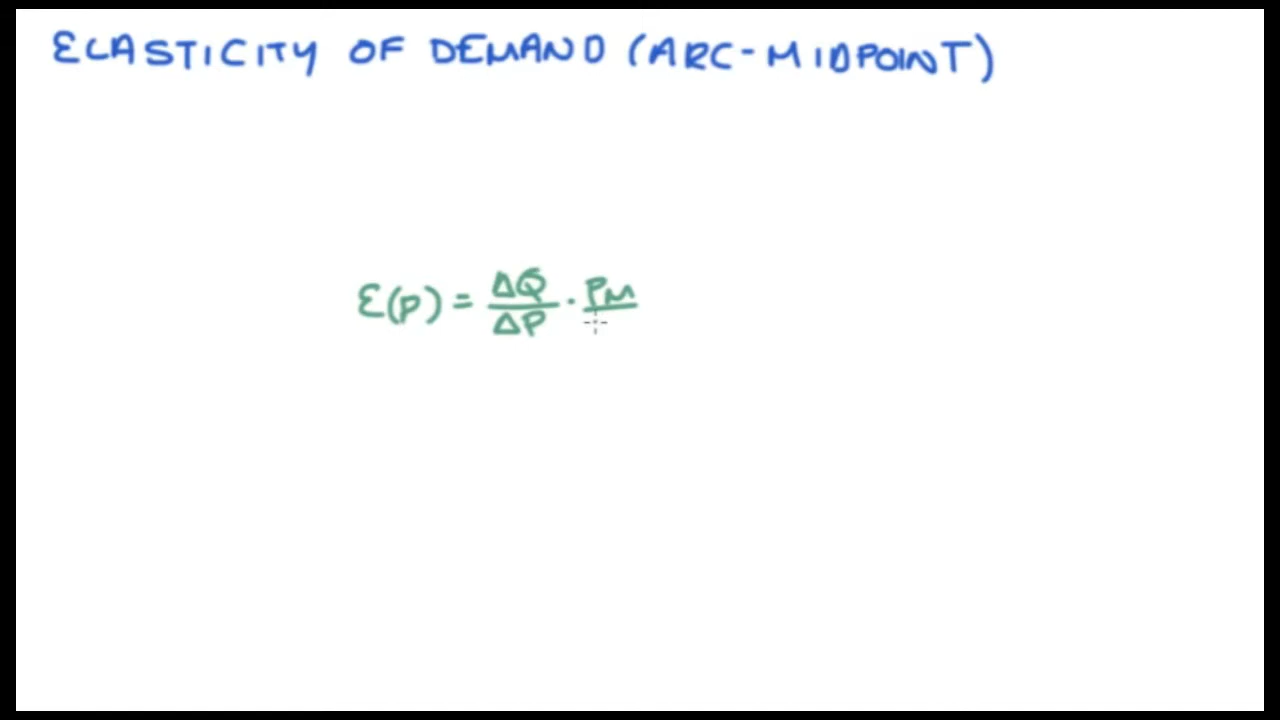 ELASTICITY OF DEMAND (ARC-MIDPOINT)
ε(P) = ΔQ/ΔP · PM/